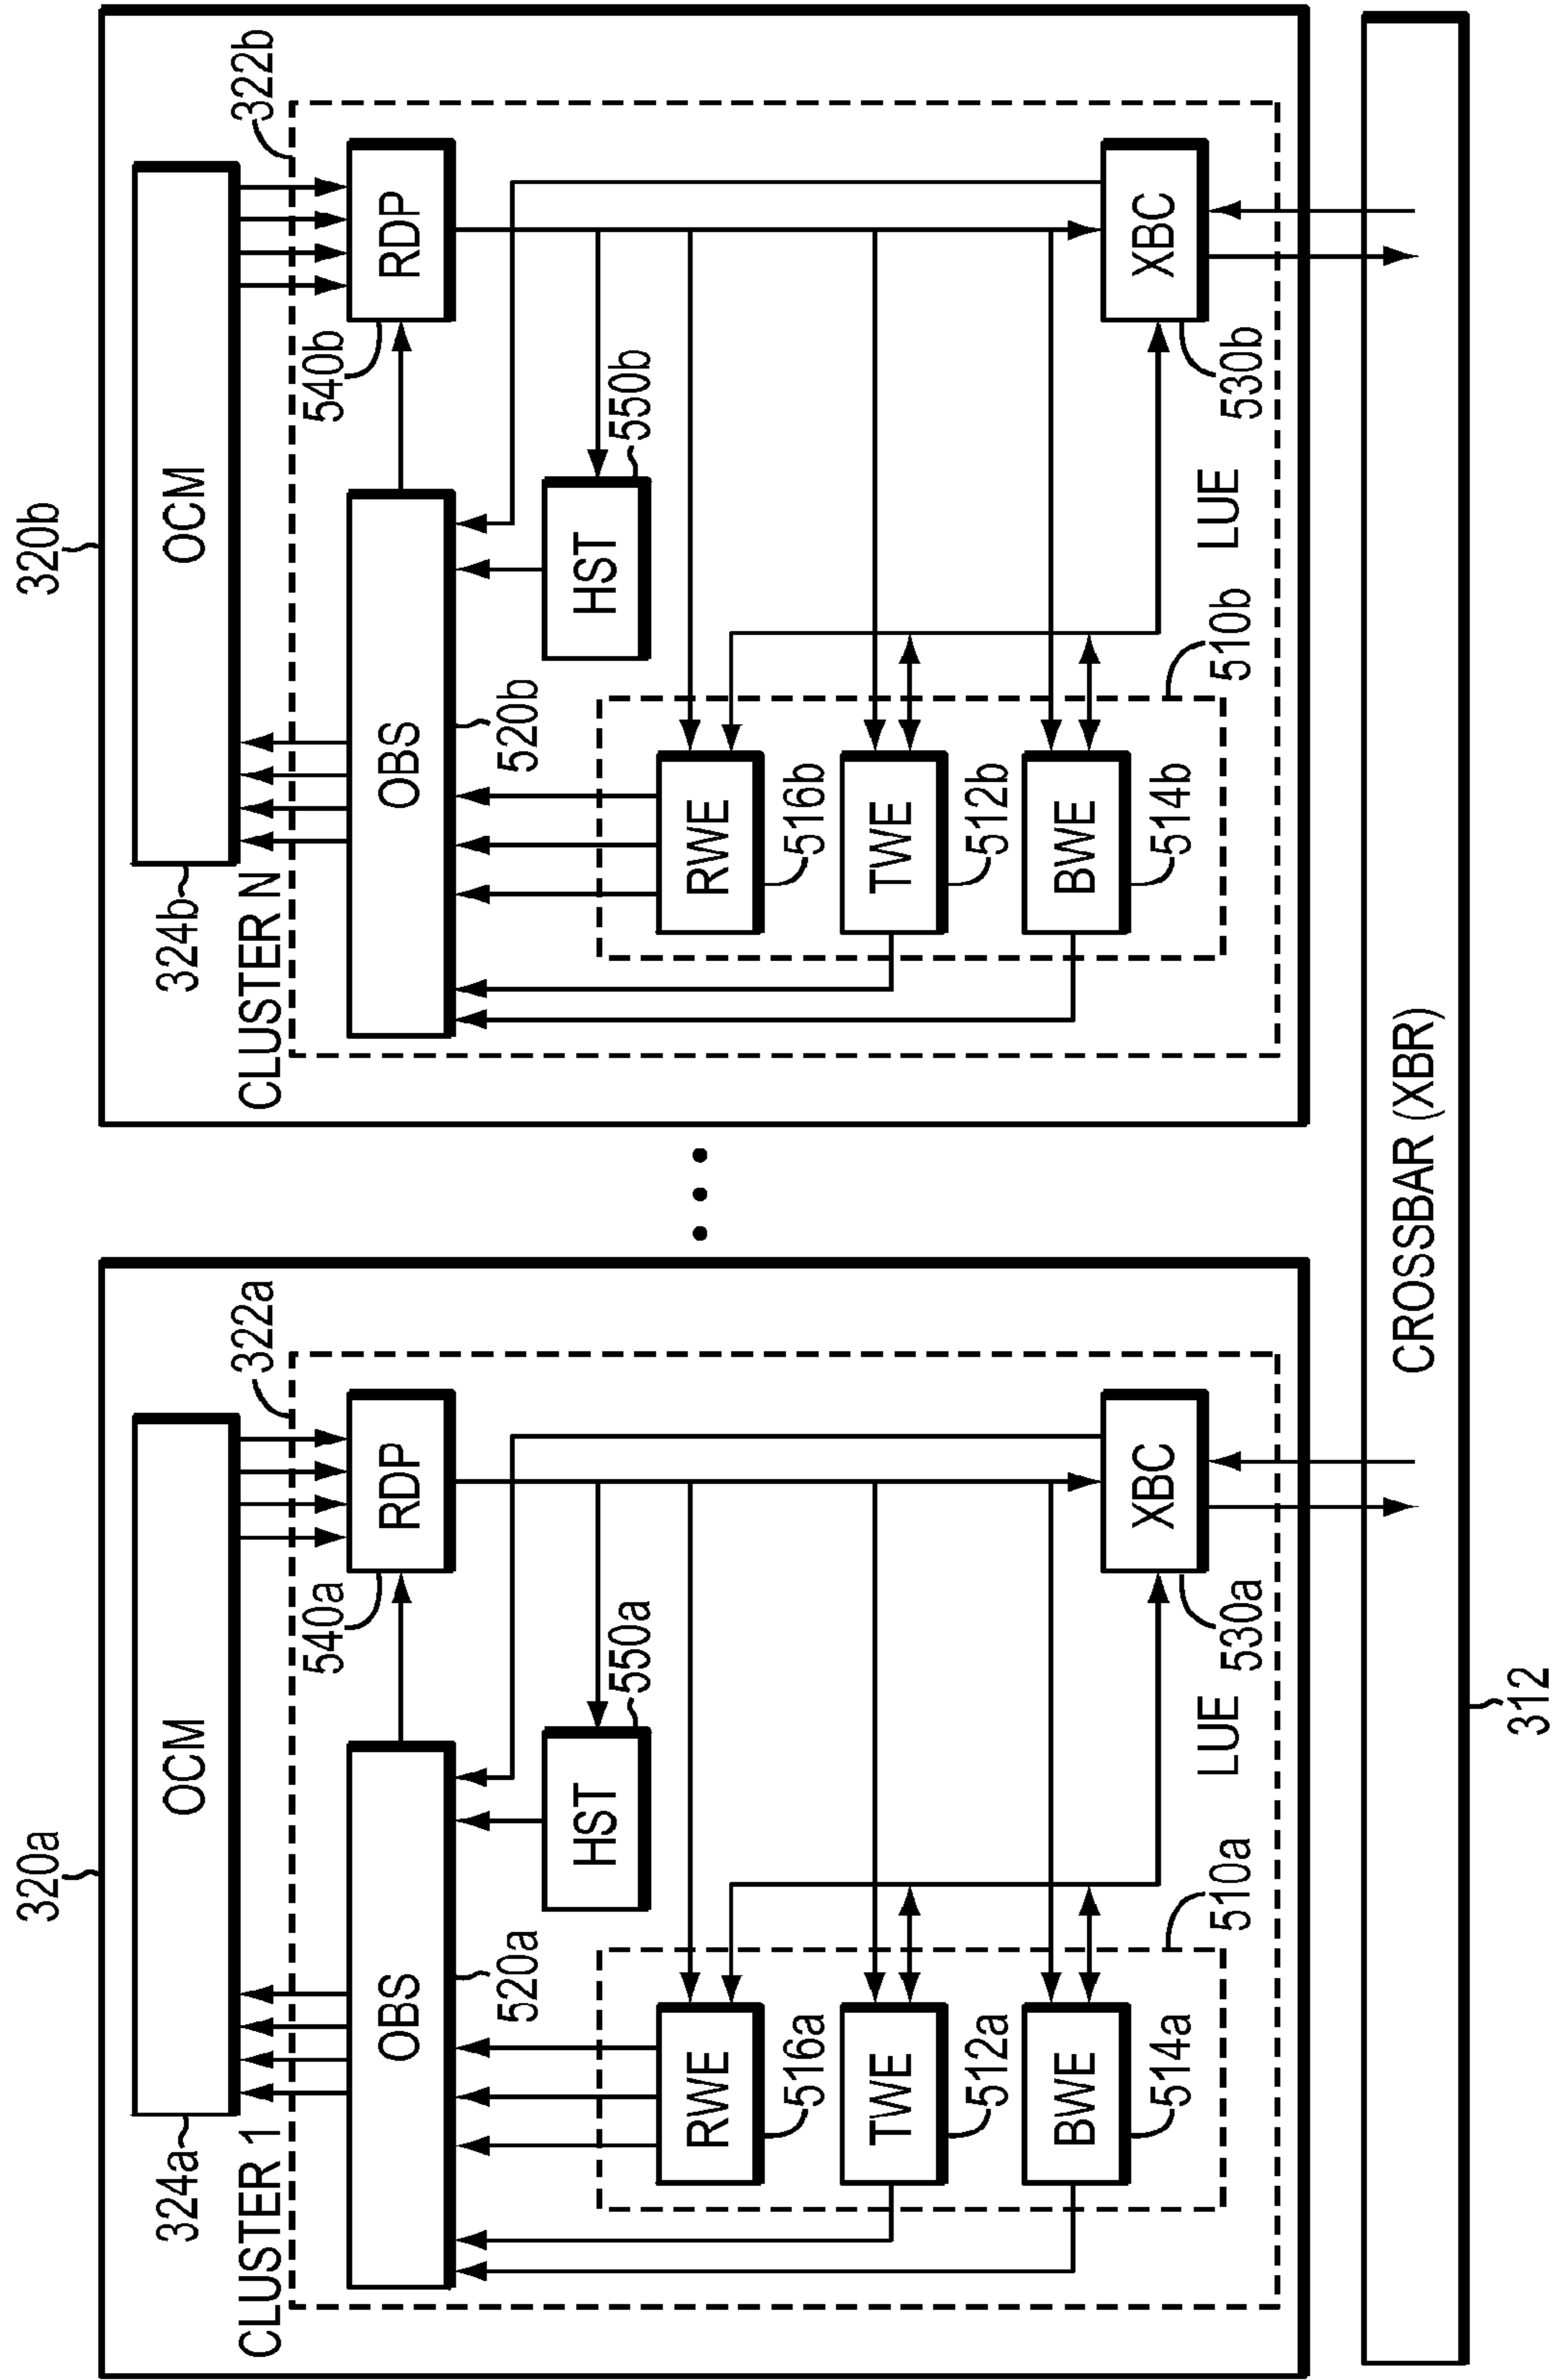 320a
324a
OCM
CLUSTER 1
322a
OBS
540a
RDP
520a
HST
550a
RWE
516a
TWE
512a
BWE
514a
510a
LUE
XBC
530a
320b
324b
OCM
CLUSTER N
322b
OBS
540b
RDP
520b
HST
550b
RWE
516b
TWE
512b
BWE
514b
510b
LUE
XBC
530b
CROSSBAR (XBR)
312